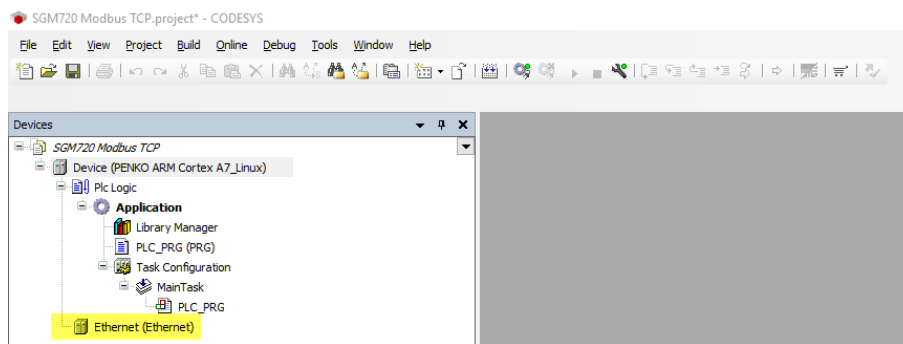 SGM720 Modbus TCP.project* - CODESYS
File Edit View Project Build Online Debug Tools Window Help
Devices
SGM720 Modbus TCP
Device (PENKO ARM Cortex A7_Linux)
Plc Logic
Application
Library Manager
PLC_PRG (PRG)
Task Configuration
MainTask
PLC_PRG
Ethernet (Ethernet)